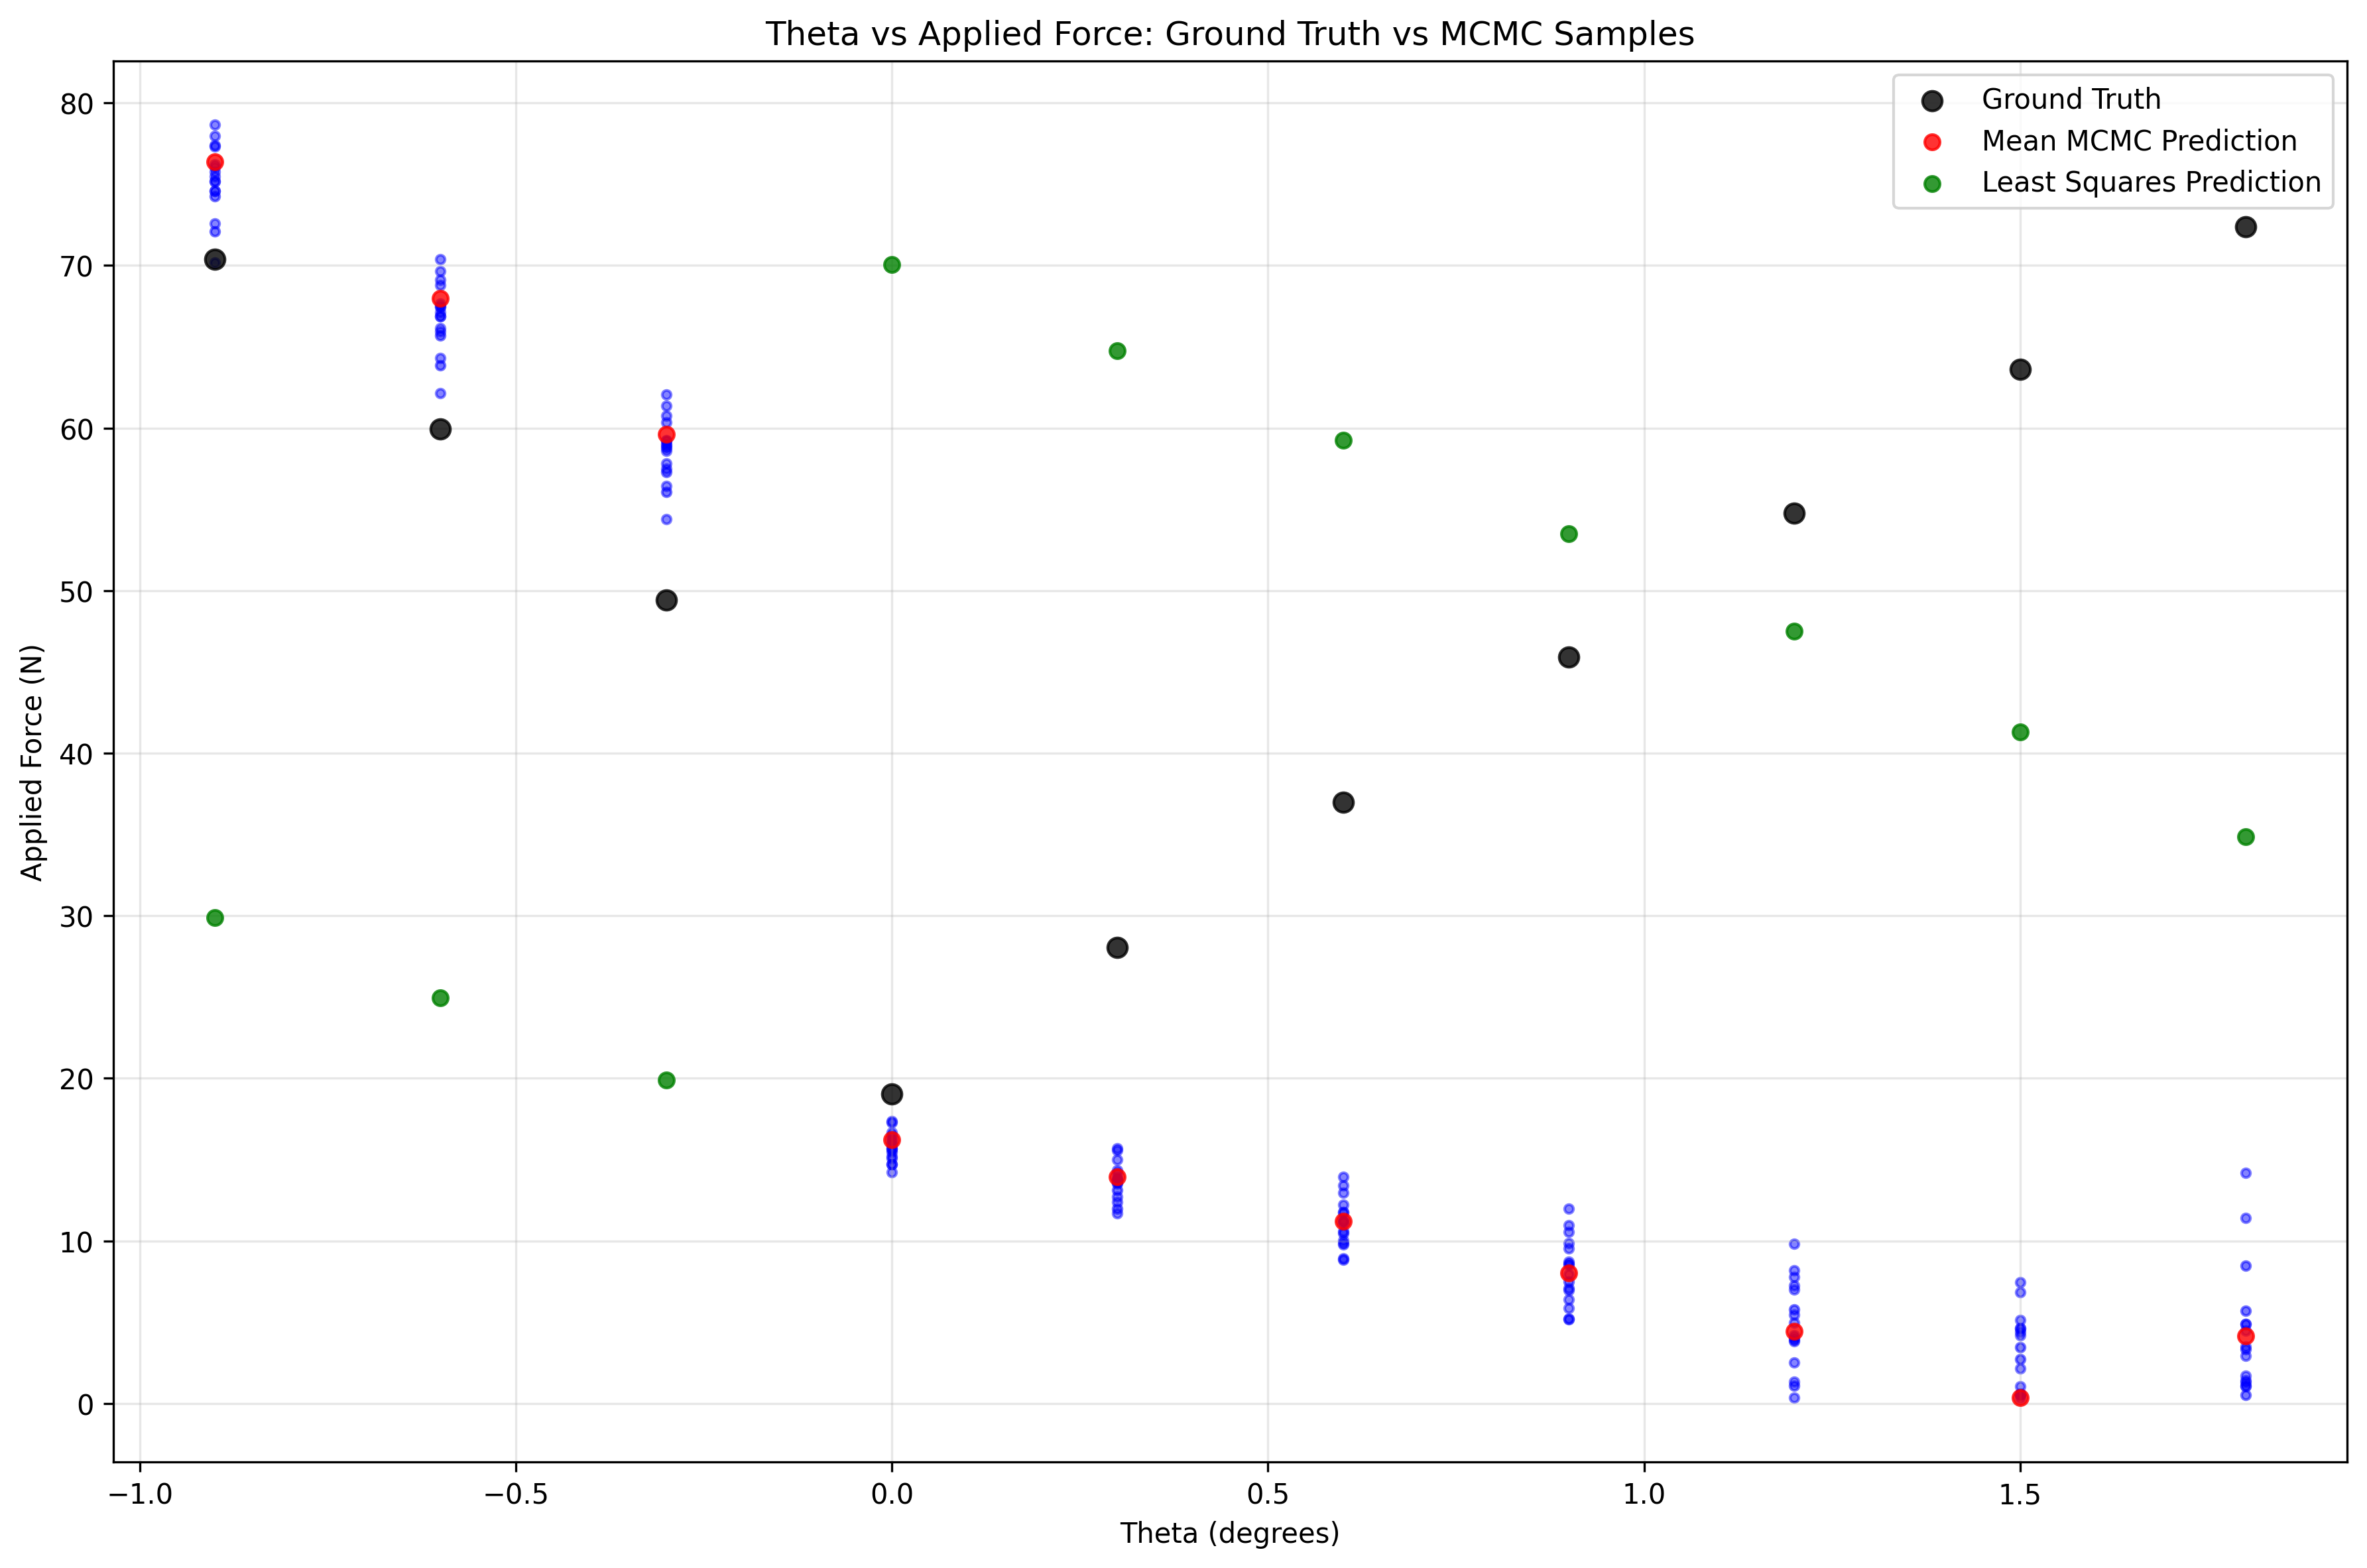 Theta vs Applied Force: Ground Truth vs MCMC Samples
Ground Truth
Mean MCMC Prediction
Least Squares Prediction
80
70
60
50
40
30
20
10
0
Applied Force (N)
−1.0
−0.5
0.0
0.5
1.0
1.5
Theta (degrees)